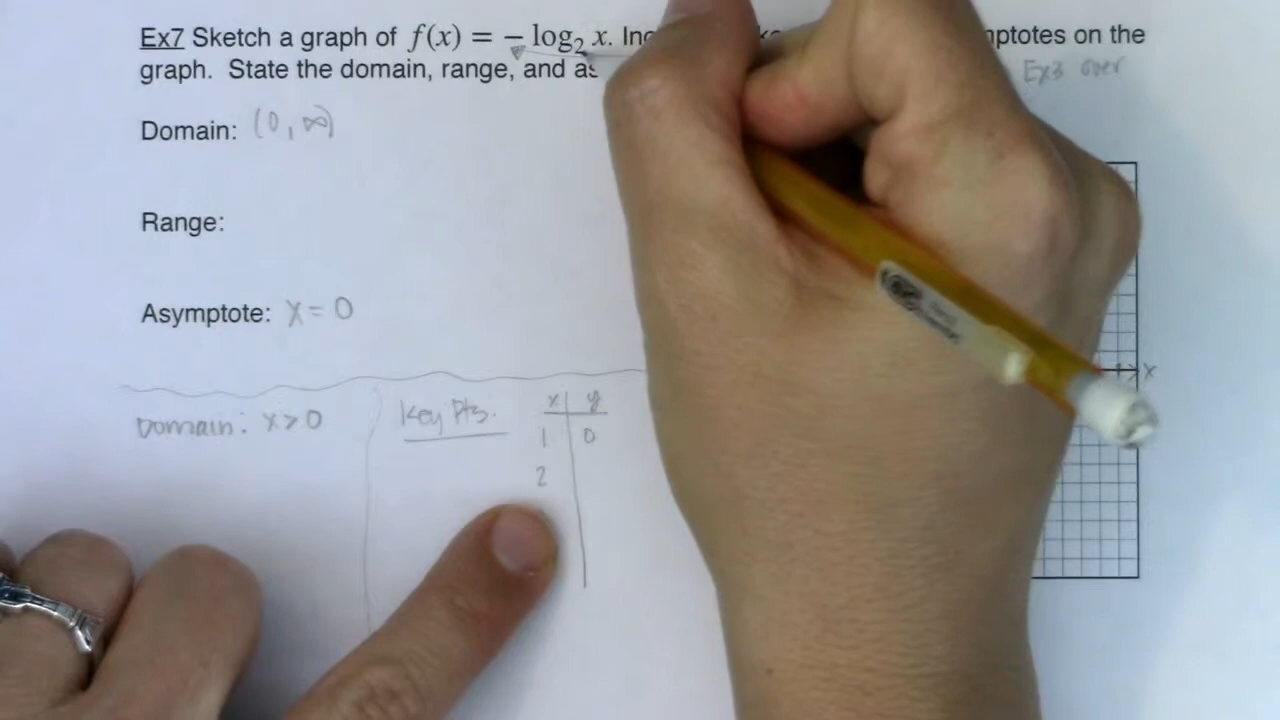 Ex7 Sketch a graph of f(x) = − log₂ x. Inc
mptotes on the
graph. State the domain, range, and as
Ex3 over
Domain: (0, ∞)
Range:
Asymptote: x = 0
x
Domain: x > 0
Key Pts.
x y
1 0
2